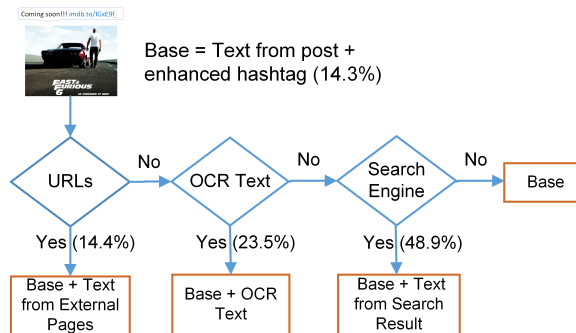 Coming soon!!! imdb.to/IGxE9f
Base = Text from post +
enhanced hashtag (14.3%)
FAST &
FURIOUS
6
No
No
No
URLs
OCR Text
Search
Engine
Base
Yes (14.4%)
Yes (23.5%)
Yes (48.9%)
Base + Text
from External
Pages
Base + OCR
Text
Base + Text
from Search
Result